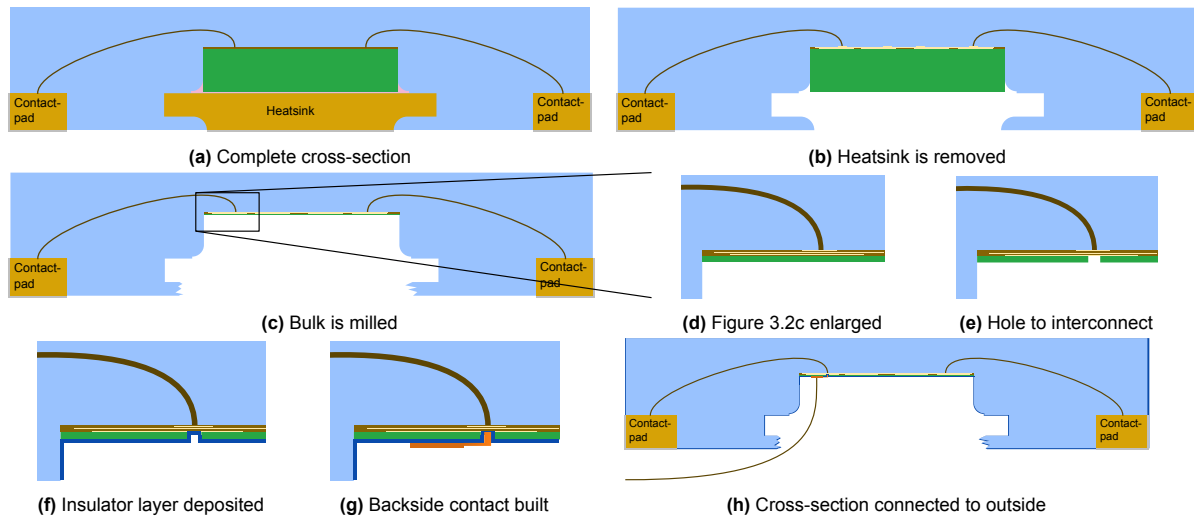 Contact-
pad
Heatsink
Contact-
pad
(a) Complete cross-section
Contact-
pad
Contact-
pad
(b) Heatsink is removed
Contact-
pad
Contact-
pad
(c) Bulk is milled
(d) Figure 3.2c enlarged
(e) Hole to interconnect
(f) Insulator layer deposited
(g) Backside contact built
Contact-
pad
Contact-
pad
(h) Cross-section connected to outside